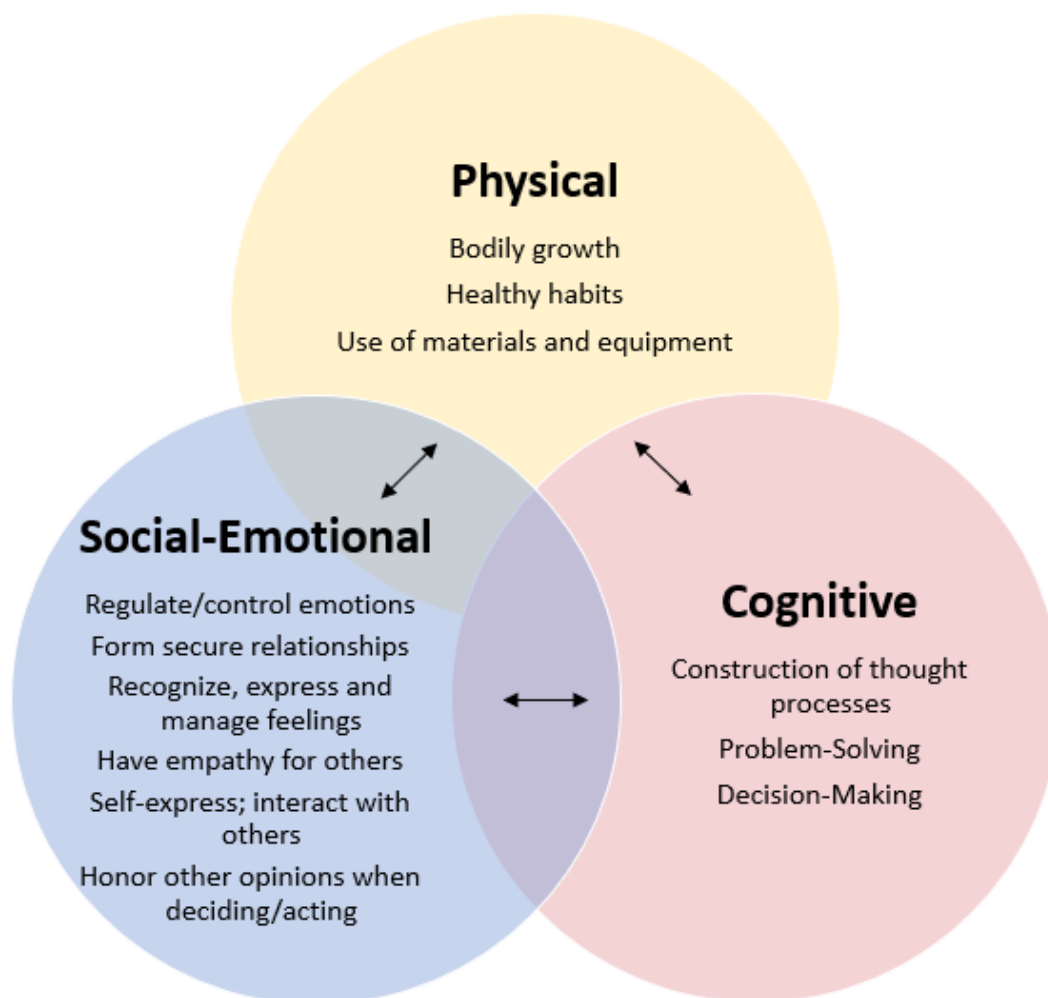 Physical
Bodily growth
Healthy habits
Use of materials and equipment
Social-Emotional
Regulate/control emotions
Form secure relationships
Recognize, express and
manage feelings
Have empathy for others
Self-express; interact with
others
Honor other opinions when
deciding/acting
Cognitive
Construction of thought
processes
Problem-Solving
Decision-Making